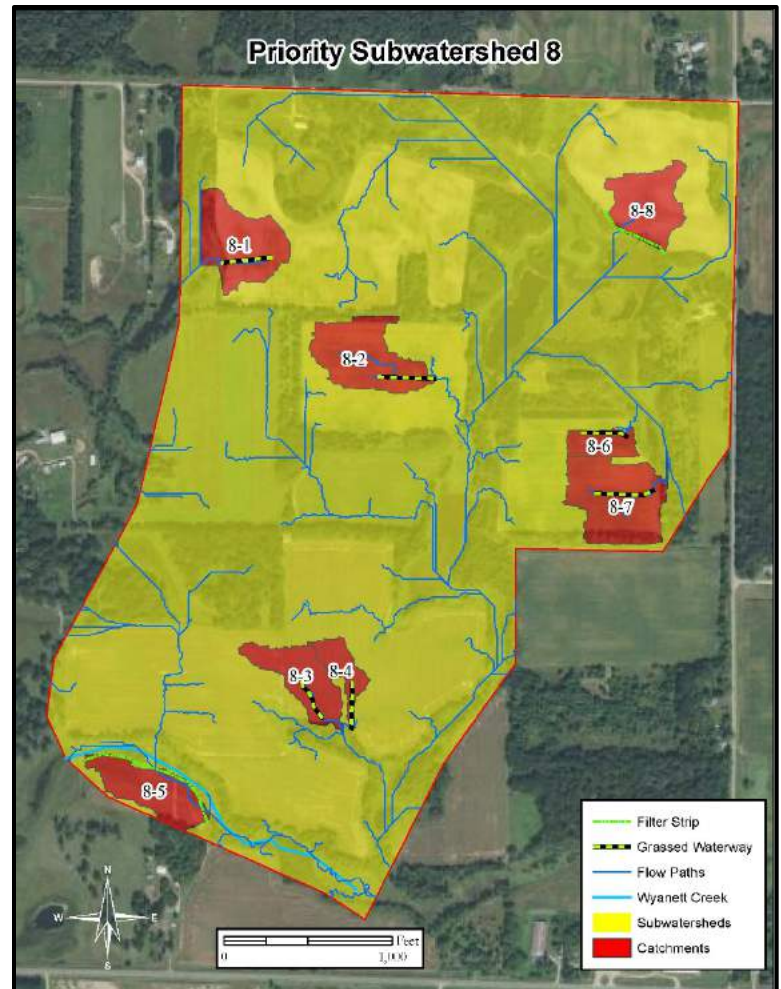 Priority Subwatershed 8
8-8
8-1
8-2
8-6
8-7
8-3 8-4
8-5
Filter Strip
Grassed Waterway
Flow Paths
Wyanett Creek
Subwatersheds
Catchments
N
W E
S
Feet
0 1,000